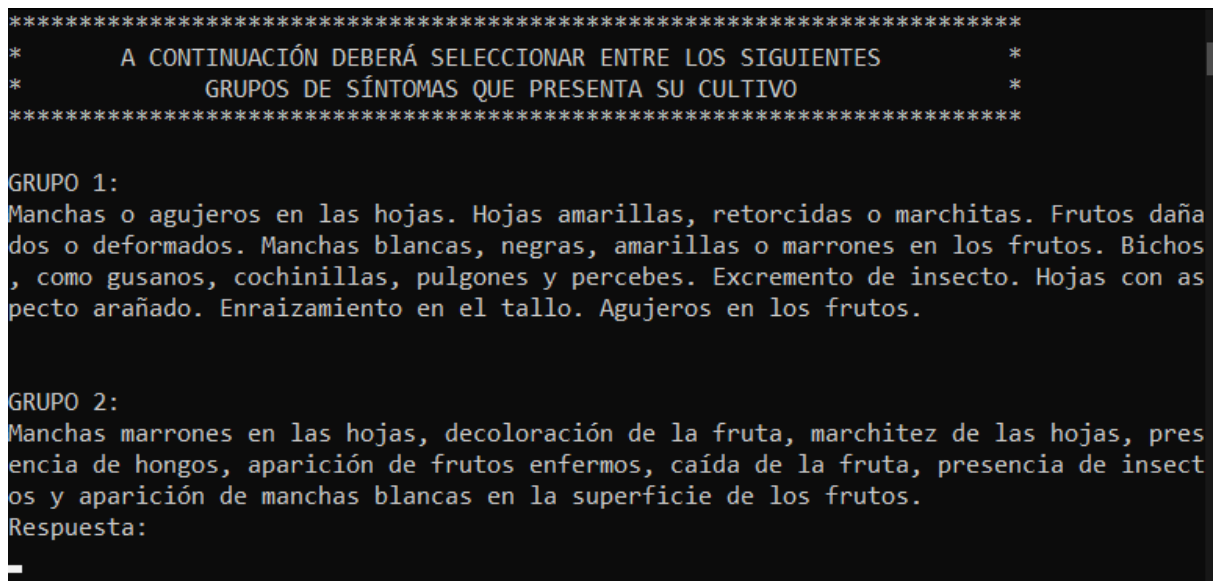 ************************************************************************
* A CONTINUACIÓN DEBERÁ SELECCIONAR ENTRE LOS SIGUIENTES *
* GRUPOS DE SÍNTOMAS QUE PRESENTA SU CULTIVO *
************************************************************************
GRUPO 1:
Manchas o agujeros en las hojas. Hojas amarillas, retorcidas o marchitas. Frutos daña
dos o deformados. Manchas blancas, negras, amarillas o marrones en los frutos. Bichos
, como gusanos, cochinillas, pulgones y percebes. Excremento de insecto. Hojas con as
pecto arañado. Enraizamiento en el tallo. Agujeros en los frutos.
GRUPO 2:
Manchas marrones en las hojas, decoloración de la fruta, marchitez de las hojas, pres
encia de hongos, aparición de frutos enfermos, caída de la fruta, presencia de insect
os y aparición de manchas blancas en la superficie de los frutos.
Respuesta: